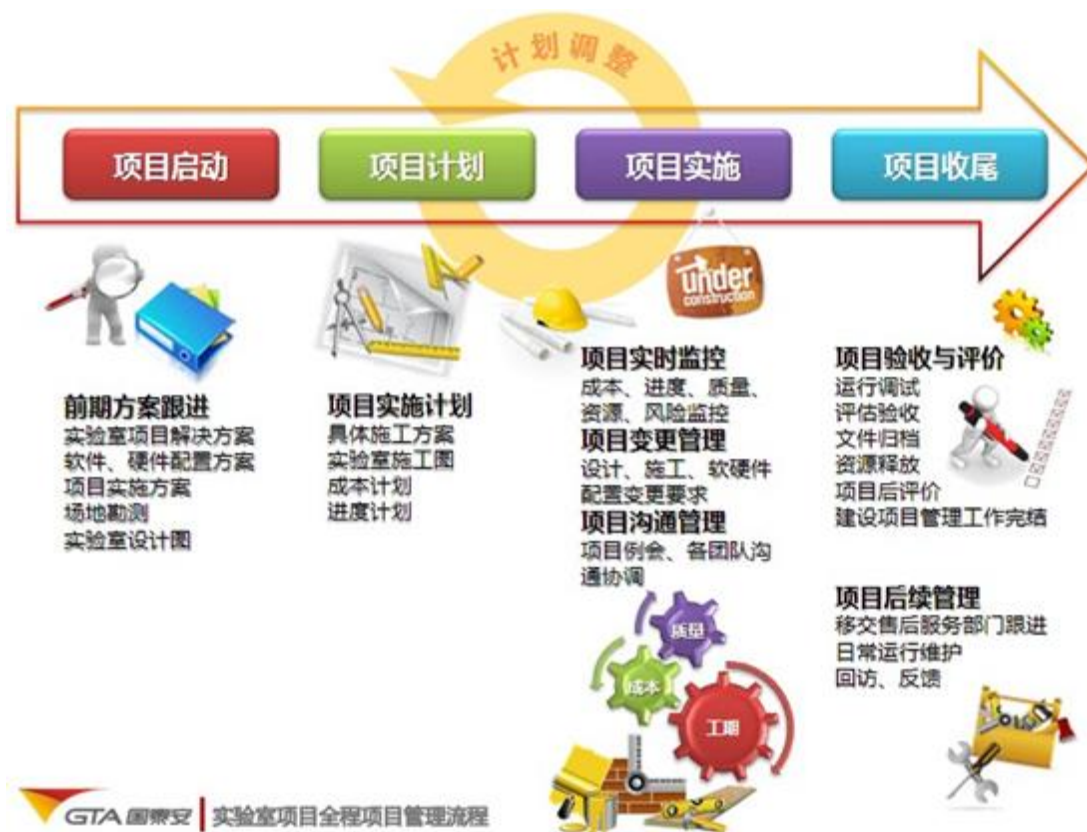 计划调整
项目启动
项目计划
项目实施
项目收尾
under
construction
前期方案跟进
实验室项目解决方案
软件、硬件配置方案
项目实施方案
场地勘测
实验室设计图
项目实施计划
具体施工方案
实验室施工图
成本计划
进度计划
项目实时监控
成本、进度、质量、
资源、风险监控
项目变更管理
设计、施工、软硬件
配置变更要求
项目沟通管理
项目例会、各团队沟
通协调
质量
成本
工期
项目验收与评价
运行调试
评估验收
文件归档
资源释放
项目后评价
建设项目管理工作完结
项目后续管理
移交售后服务部门跟进
日常运行维护
回访、反馈
GTA 国泰安
实验室项目全程项目管理流程